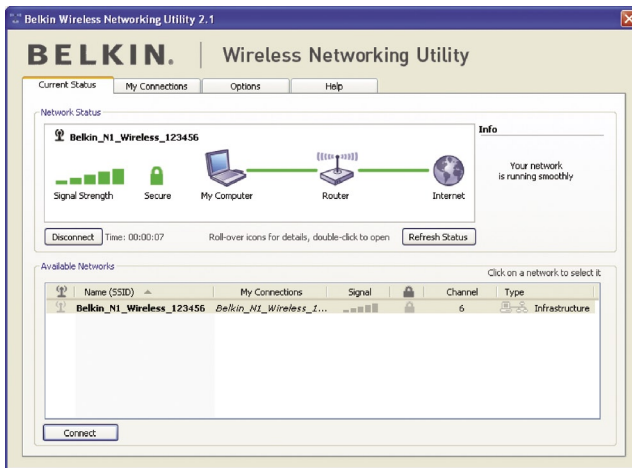 Belkin Wireless Networking Utility 2.1
BELKIN. | Wireless Networking Utility
Current Status My Connections Options Help
Network Status
Belkin_N1_Wireless_123456
Info
Your network
is running smoothly
Signal Strength Secure My Computer Router Internet
Disconnect Time: 00:00:07 Roll-over icons for details, double-click to open Refresh Status
Available Networks
Click on a network to select it
Name (SSID) My Connections Signal Channel Type
Belkin_N1_Wireless_123456 Belkin_N1_Wireless_1... 6 Infrastructure
Connect